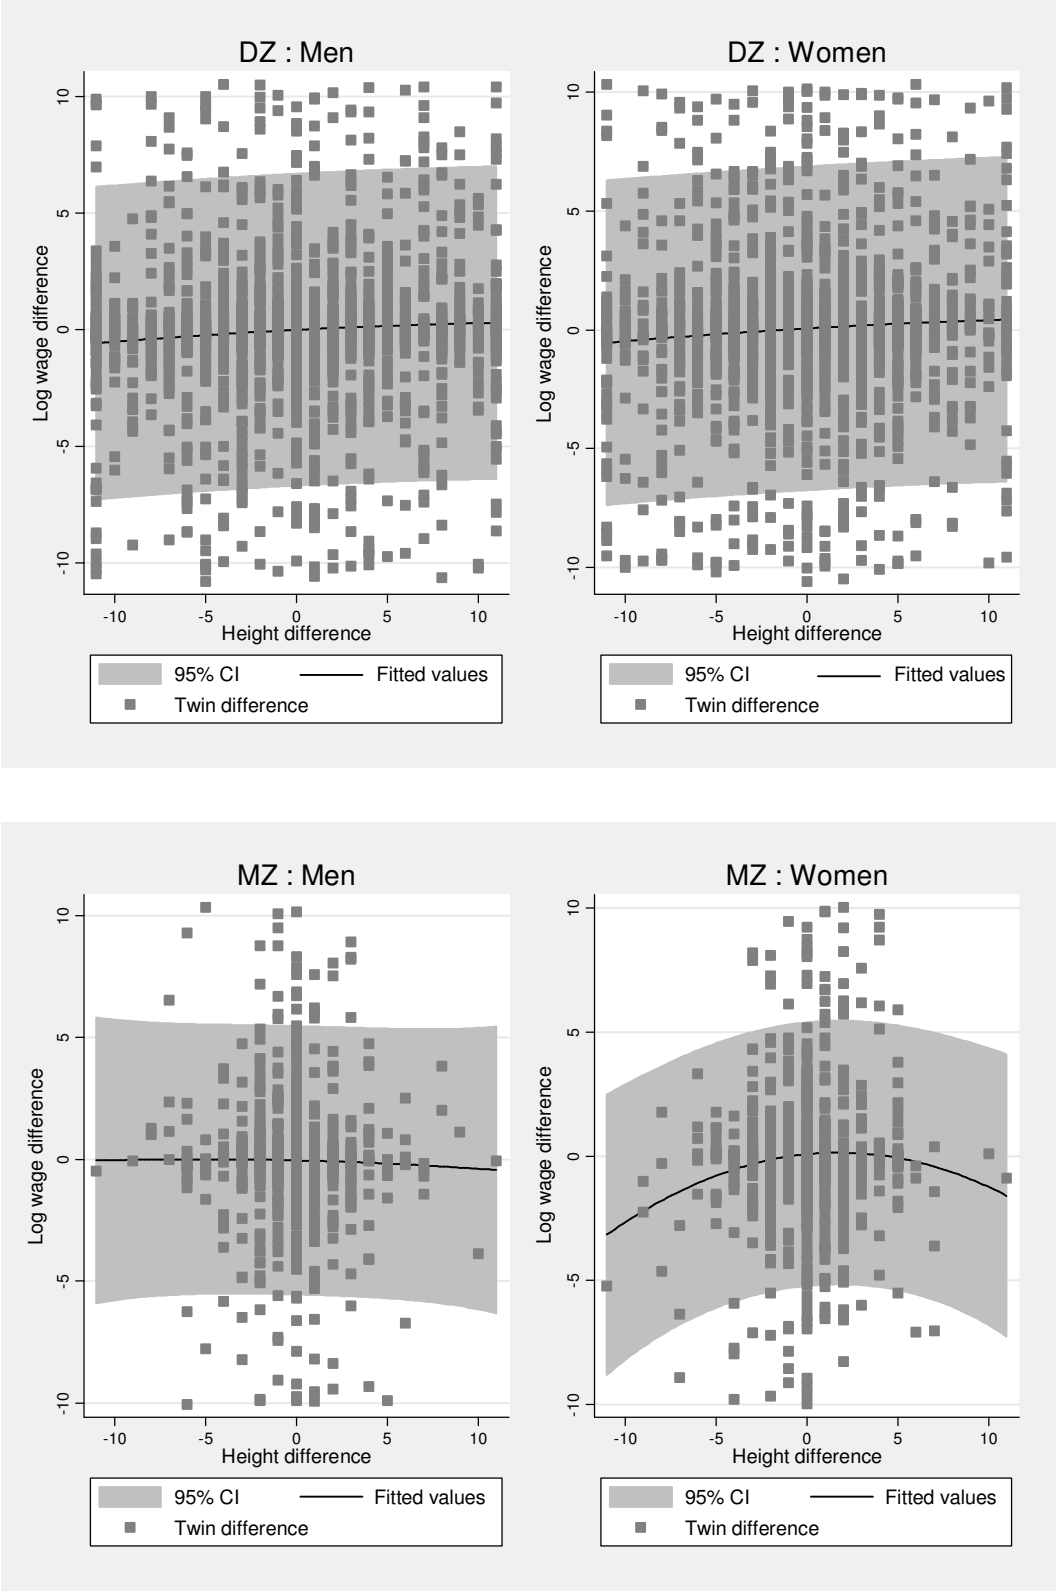 DZ : Men
DZ : Women
Log wage difference
10
5
0
-5
-10
-10 -5 0 5 10
Height difference
95% CI
Fitted values
Twin difference
Log wage difference
10
5
0
-5
-10
-10 -5 0 5 10
Height difference
95% CI
Fitted values
Twin difference
MZ : Men
MZ : Women
Log wage difference
10
5
0
-5
-10
-10 -5 0 5 10
Height difference
95% CI
Fitted values
Twin difference
Log wage difference
10
5
0
-5
-10
-10 -5 0 5 10
Height difference
95% CI
Fitted values
Twin difference